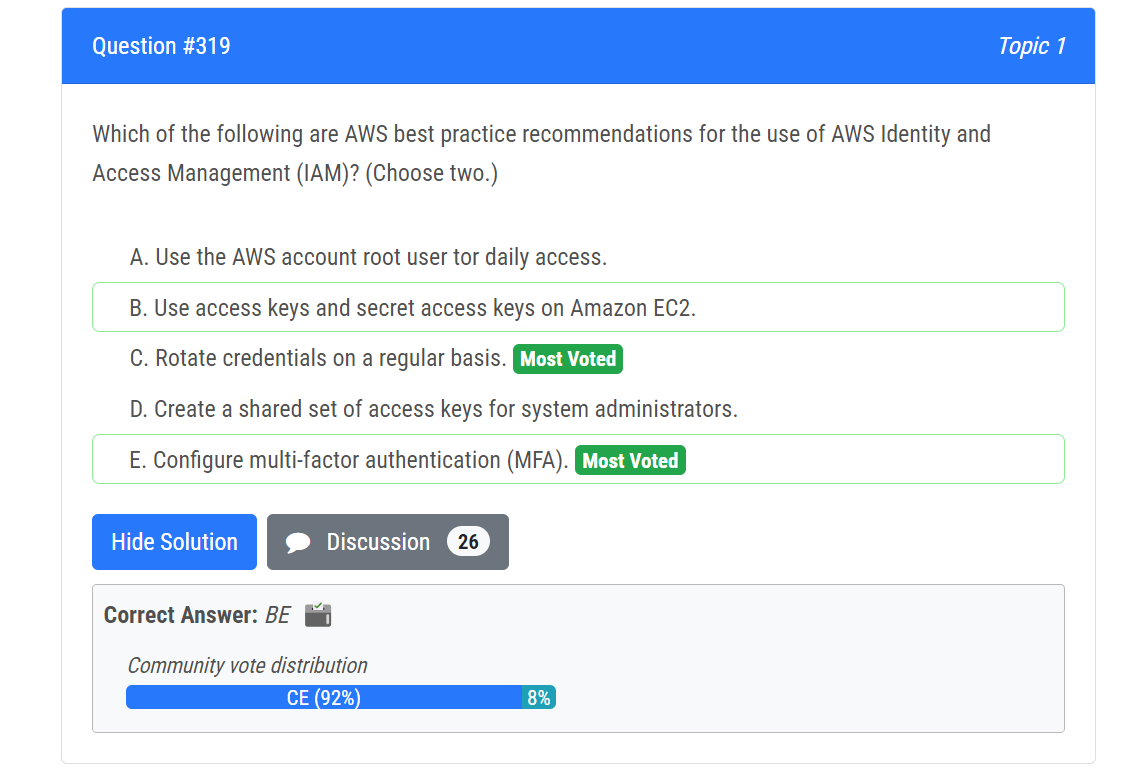 Question #319
Topic 1
Which of the following are AWS best practice recommendations for the use of AWS Identity and
Access Management (IAM)? (Choose two.)
A. Use the AWS account root user tor daily access.
B. Use access keys and secret access keys on Amazon EC2.
C. Rotate credentials on a regular basis. Most Voted
D. Create a shared set of access keys for system administrators.
E. Configure multi-factor authentication (MFA). Most Voted
Hide Solution
Discussion 26
Correct Answer: BE
Community vote distribution
CE (92%) 8%